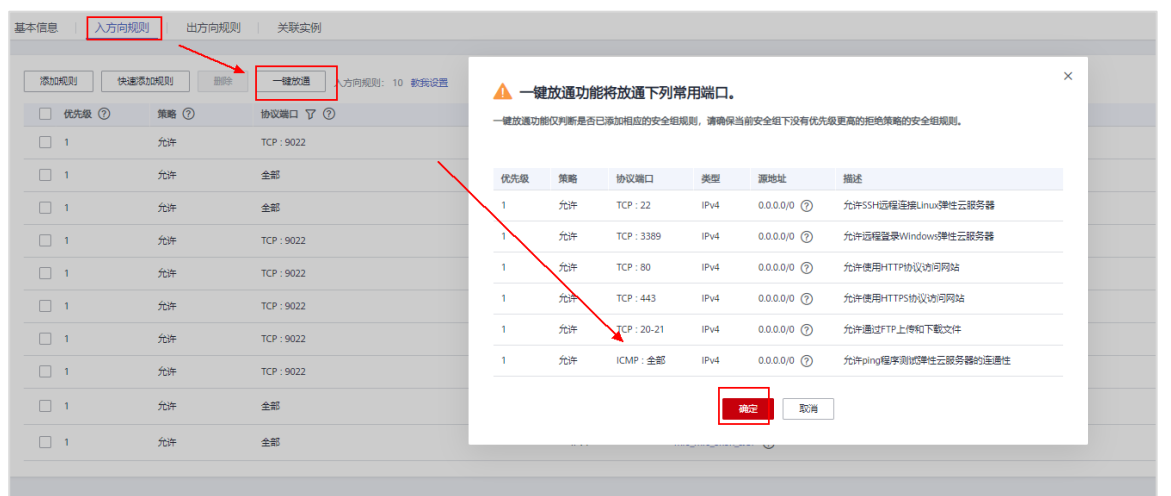 基本信息 入方向规则 出方向规则 关联实例
添加规则 快速添加规则 删除 一键放通 入方向规则: 10 教我设置
优先级 策略 协议端口
1 允许 TCP : 9022
1 允许 全部
1 允许 全部
1 允许 TCP : 9022
1 允许 TCP : 9022
1 允许 TCP : 9022
1 允许 TCP : 9022
1 允许 TCP : 9022
1 允许 全部
1 允许 全部
一键放通功能将放通下列常用端口。
一键放通功能仅判断是否已添加相应的安全组规则，请确保当前安全组下没有优先级更高的拒绝策略的安全组规则。
优先级 策略 协议端口 类型 源地址 描述
1 允许 TCP : 22 IPv4 0.0.0.0/0 允许SSH远程连接Linux弹性云服务器
1 允许 TCP : 3389 IPv4 0.0.0.0/0 允许远程登录Windows弹性云服务器
1 允许 TCP : 80 IPv4 0.0.0.0/0 允许使用HTTP协议访问网站
1 允许 TCP : 443 IPv4 0.0.0.0/0 允许使用HTTPS协议访问网站
1 允许 TCP : 20-21 IPv4 0.0.0.0/0 允许通过FTP上传和下载文件
1 允许 ICMP : 全部 IPv4 0.0.0.0/0 允许ping程序测试弹性云服务器的连通性
确定 取消